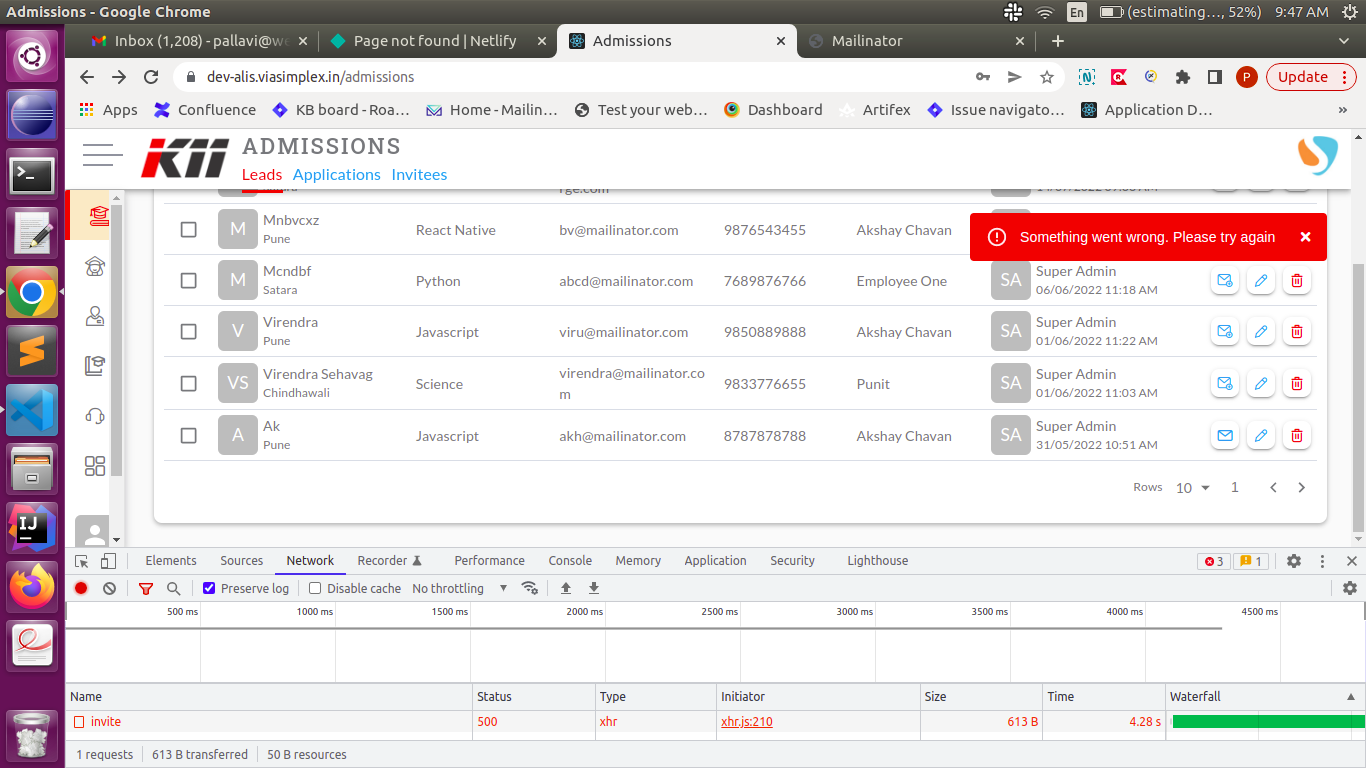 Admissions - Google Chrome
En (estimating..., 52%) 9:47 AM
Inbox (1,208) - pallavi@we
Page not found | Netlify
Admissions
Mailinator
dev-alis.viasimplex.in/admissions
P
Update
Apps
Confluence
KB board - Roa...
Home - Mailin...
Test your web...
Dashboard
Artifex
Issue navigato...
Application D...
»
KII
ADMISSIONS
Leads Applications Invitees
rge.com
Something went wrong. Please try again
M Mnbvcxz Pune React Native bv@mailinator.com 9876543455 Akshay Chavan
M Mcndbf Satara Python abcd@mailinator.com 7689876766 Employee One SA Super Admin 06/06/2022 11:18 AM
V Virendra Pune Javascript viru@mailinator.com 9850889888 Akshay Chavan SA Super Admin 01/06/2022 11:22 AM
VS Virendra Sehavag Chindhawali Science virendra@mailinator.co
m 9833776655 Punit SA Super Admin 01/06/2022 11:03 AM
A Ak Pune Javascript akh@mailinator.com 8787878788 Akshay Chavan SA Super Admin 31/05/2022 10:51 AM
Rows 10 1
Elements Sources Network Recorder Performance Console Memory Application Security Lighthouse 3 1
Preserve log Disable cache No throttling
500 ms 1000 ms 1500 ms 2000 ms 2500 ms 3000 ms 3500 ms 4000 ms 4500 ms
Name Status Type Initiator Size Time Waterfall
invite 500 xhr xhr.js:210 613 B 4.28 s
1 requests 613 B transferred 50 B resources